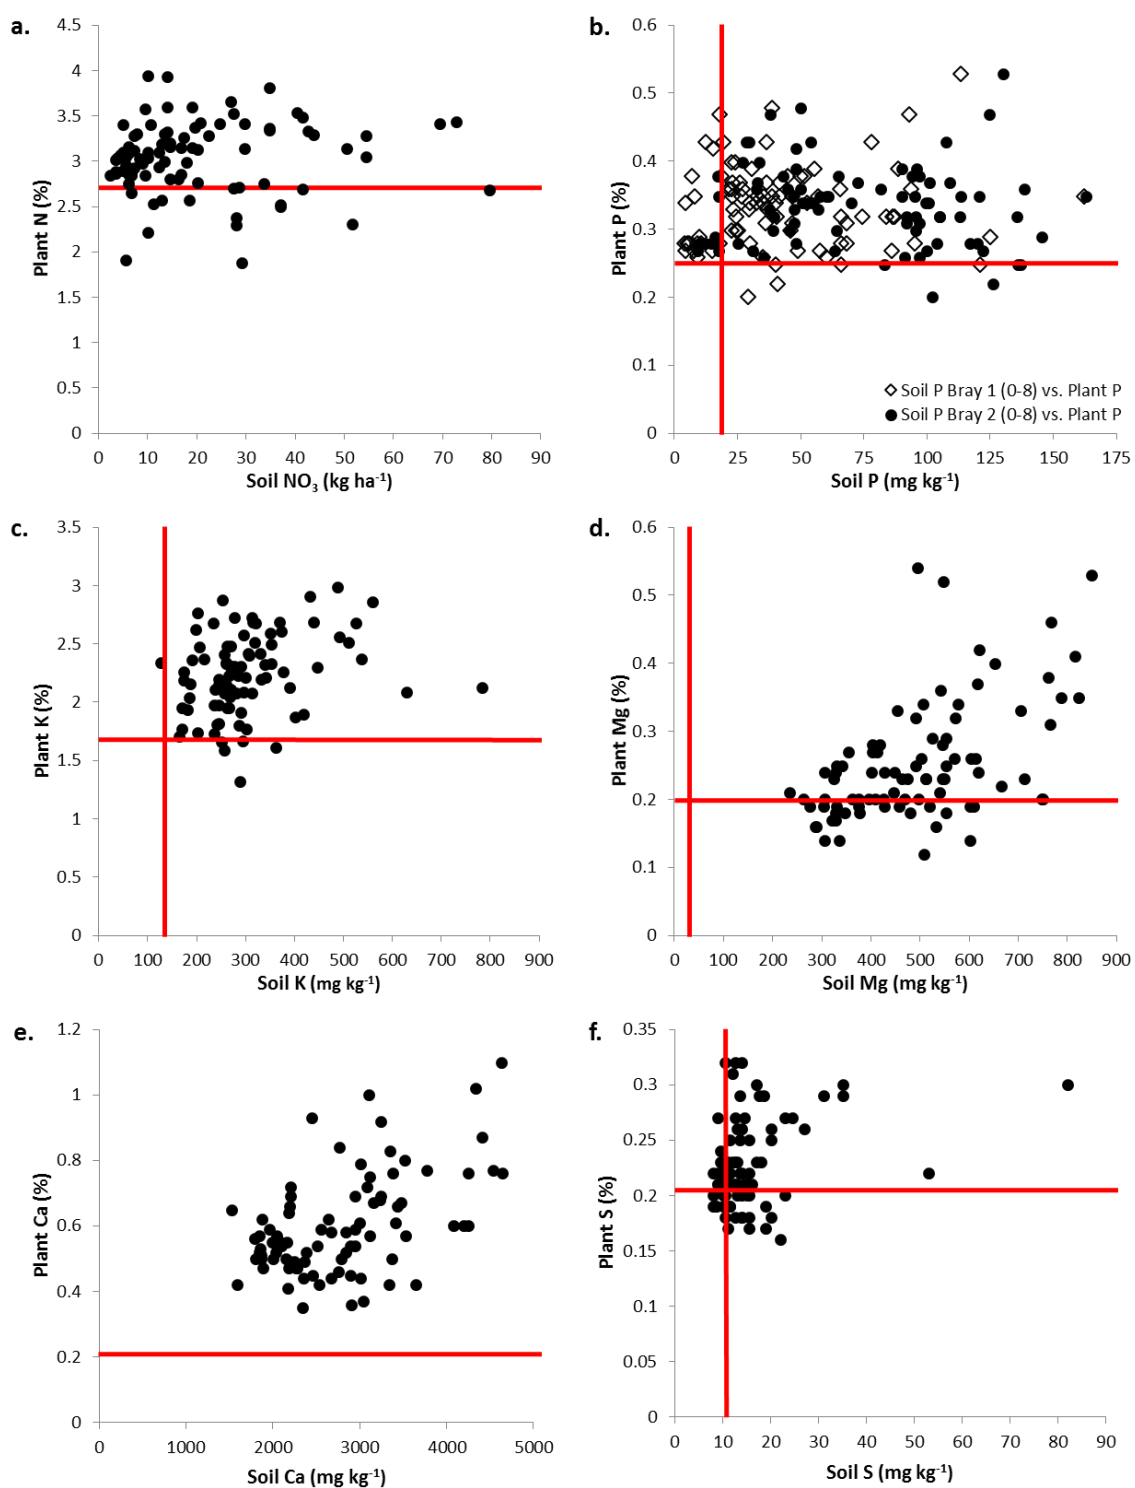 a.
4.5
4
3.5
3
2.5
2
1.5
1
0.5
0
Plant N (%)
0 10 20 30 40 50 60 70 80 90
Soil NO3 (kg ha-1)
b.
0.6
0.5
0.4
0.3
0.2
0.1
0
Plant P (%)
Soil P Bray 1 (0-8) vs. Plant P
Soil P Bray 2 (0-8) vs. Plant P
0 25 50 75 100 125 150 175
Soil P (mg kg-1)
c.
3.5
3
2.5
2
1.5
1
0.5
0
Plant K (%)
0 100 200 300 400 500 600 700 800 900
Soil K (mg kg-1)
d.
0.6
0.5
0.4
0.3
0.2
0.1
0
Plant Mg (%)
0 100 200 300 400 500 600 700 800 900
Soil Mg (mg kg-1)
e.
1.2
1
0.8
0.6
0.4
0.2
0
Plant Ca (%)
0 1000 2000 3000 4000 5000
Soil Ca (mg kg-1)
f.
0.35
0.3
0.25
0.2
0.15
0.1
0.05
0
Plant S (%)
0 10 20 30 40 50 60 70 80 90
Soil S (mg kg-1)